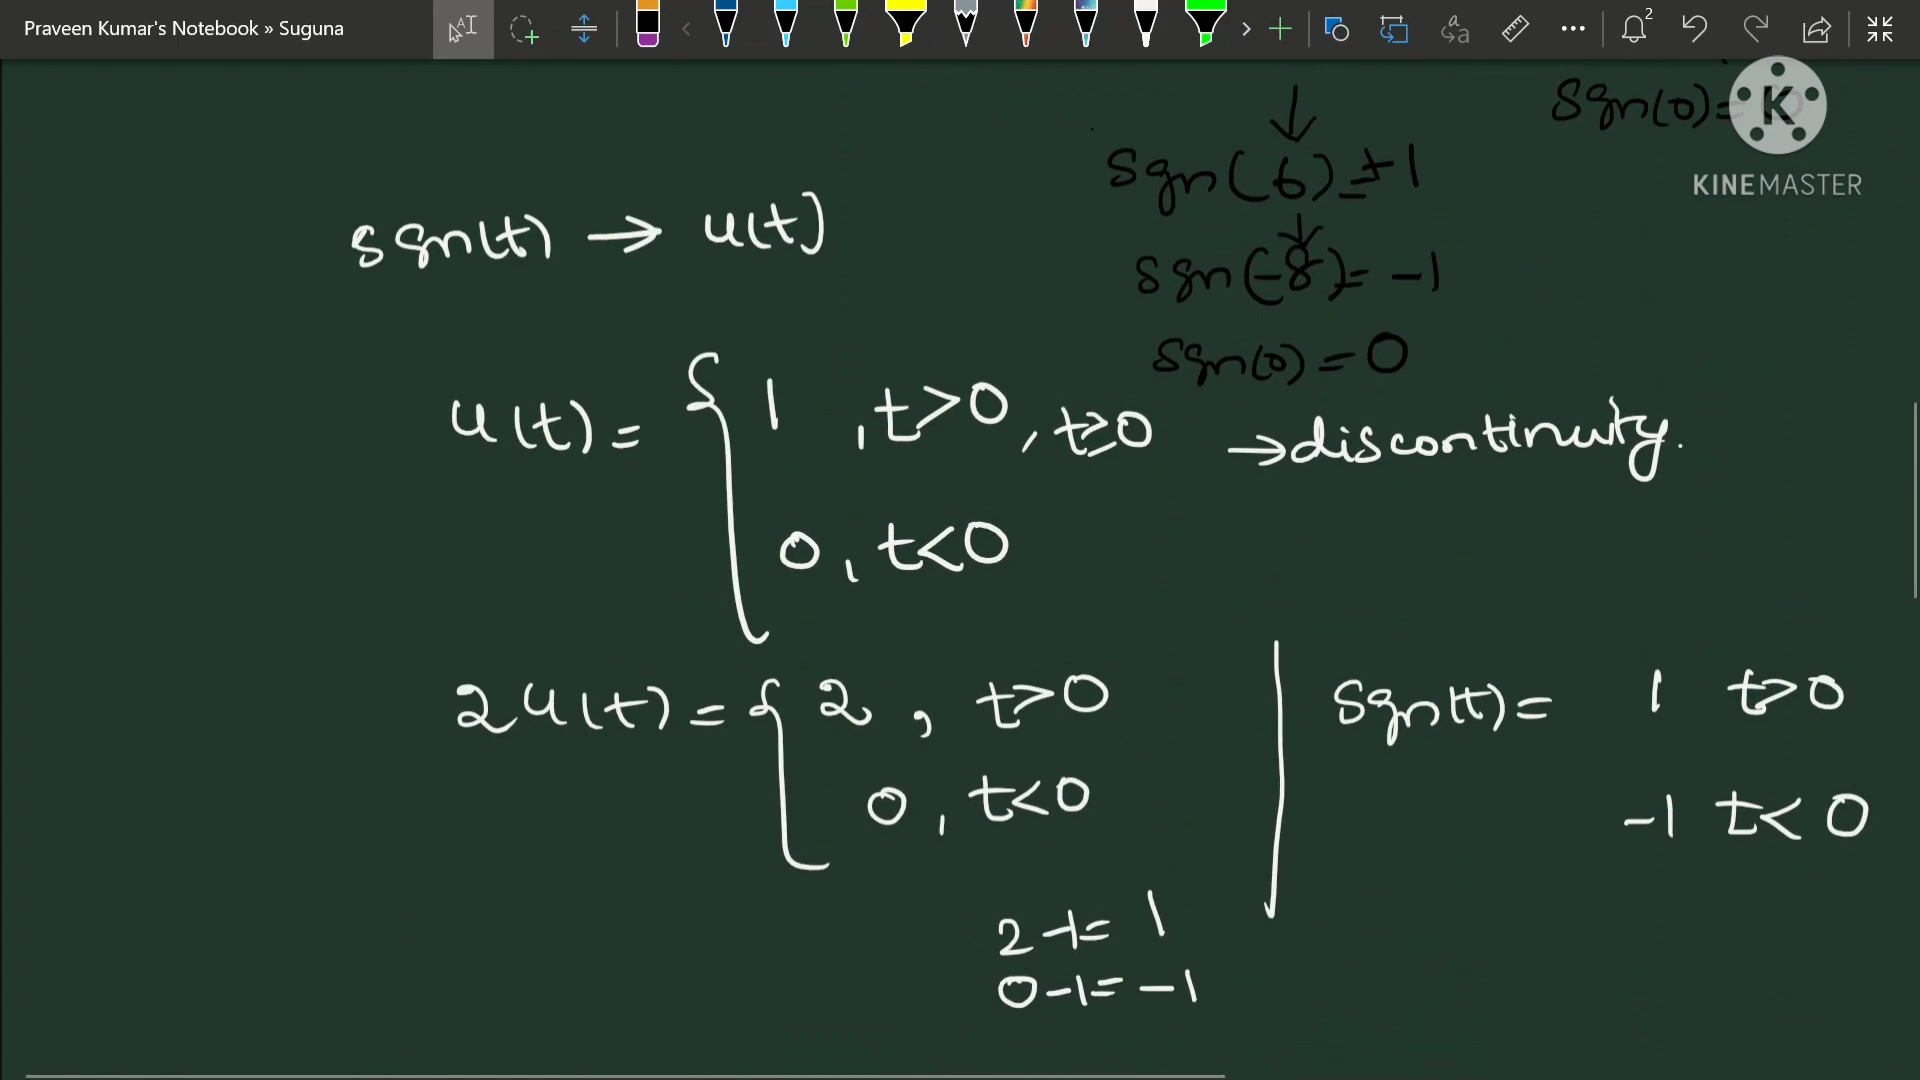 Praveen Kumar's Notebook » Suguna
2
sgn(0)=
KINEMASTER
sgn(6)=+1
sgn(t) → u(t)
sgn(-8)= -1
sgn(0) = 0
u(t)= { 1 , t>0 , t≥0 → discontinuity.
0, t<0
2u(t) = { 2 , t>0
0, t<0
sgn(t)= 1 t>0
-1 t< 0
2-1= 1
0-1= -1